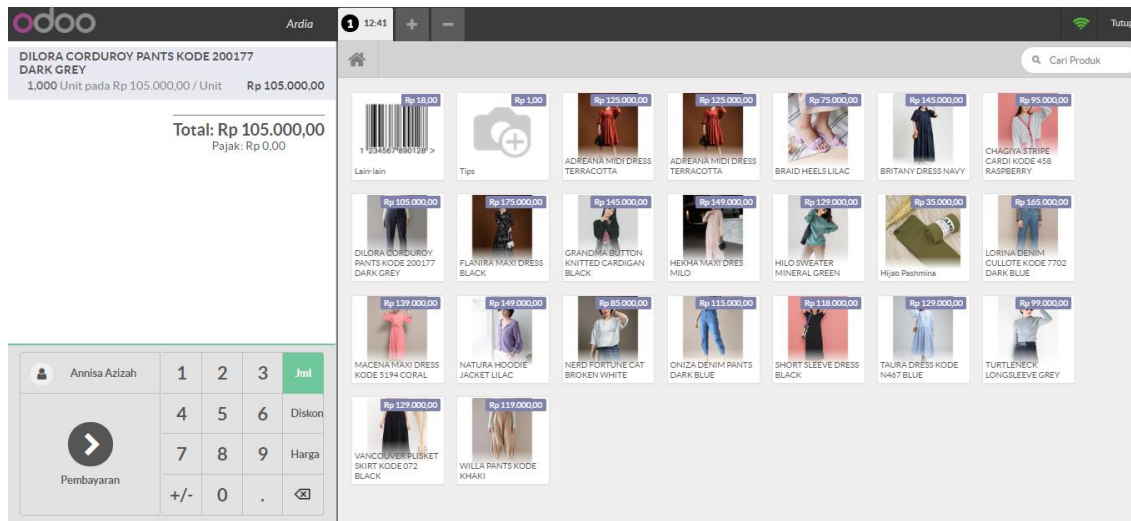 odoo
Ardia
1 12:41
+
−
Tutup
DILORA CORDUROY PANTS KODE 200177
DARK GREY
1,000 Unit pada Rp 105.000,00 / Unit Rp 105.000,00
Total: Rp 105.000,00
Pajak: Rp 0,00
Annisa Azizah
1 2 3 Jml
4 5 6 Diskon
7 8 9 Harga
+/- 0 .
Pembayaran
Cari Produk
Rp 18,00
1 234567 890128 >
Lain-lain
Rp 1,00
Tips
Rp 125.000,00
ADREANA MIDI DRESS
TERRACOTTA
Rp 125.000,00
ADREANA MIDI DRESS
TERRACOTTA
Rp 75.000,00
BRAID HEELS LILAC
Rp 145.000,00
BRITANY DRESS NAVY
Rp 95.000,00
CHAGIYA STRIPE
CARDI KODE 458
RASPBERRY
Rp 105.000,00
DILORA CORDUROY
PANTS KODE 200177
DARK GREY
Rp 175.000,00
FLANIRA MAXI DRESS
BLACK
Rp 145.000,00
GRANDMA BUTTON
KNITTED CARDIGAN
BLACK
Rp 149.000,00
HEKHA MAXI DRES
MILO
Rp 129.000,00
HILO SWEATER
MINERAL GREEN
Rp 35.000,00
Hijab Pashmina
Rp 165.000,00
LORINA DENIM
CULLOTE KODE 7702
DARK BLUE
Rp 139.000,00
MACENA MAXI DRESS
KODE 5194 CORAL
Rp 149.000,00
NATURA HOODIE
JACKET LILAC
Rp 85.000,00
NERD FORTUNE CAT
BROKEN WHITE
Rp 115.000,00
ONIZA DENIM PANTS
DARK BLUE
Rp 118.000,00
SHORT SLEEVE DRESS
BLACK
Rp 129.000,00
TAURA DRESS KODE
N467 BLUE
Rp 99.000,00
TURTLENECK
LONGSLEEVE GREY
Rp 129.000,00
VANCOUVER PLISKET
SKIRT KODE 072
BLACK
Rp 119.000,00
WILLA PANTS KODE
KHAKI